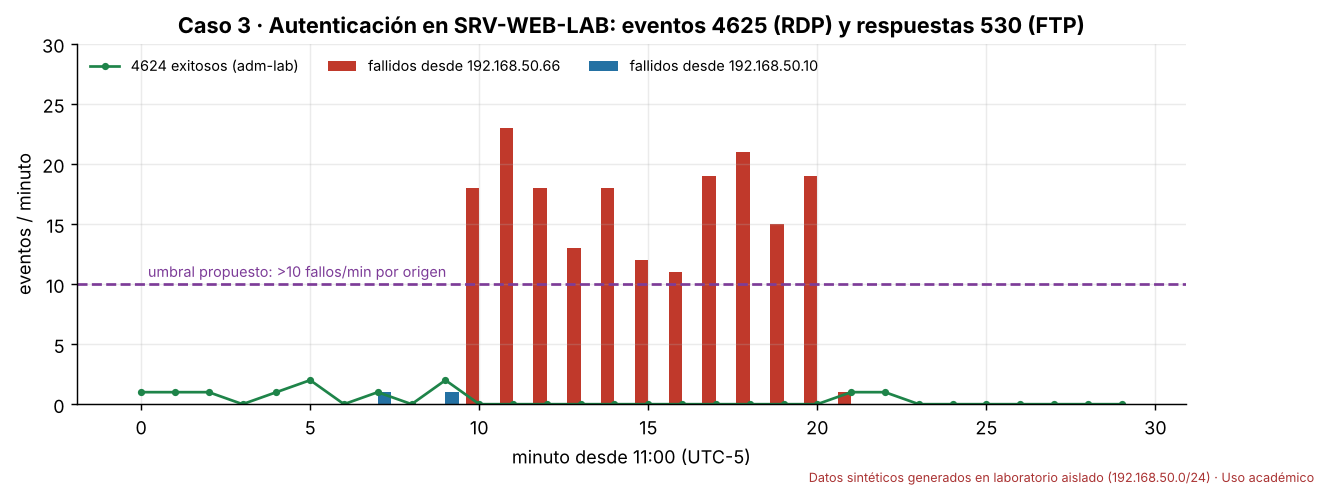 Caso 3 · Autenticación en SRV-WEB-LAB: eventos 4625 (RDP) y respuestas 530 (FTP)
30
4624 exitosos (adm-lab) fallidos desde 192.168.50.66 fallidos desde 192.168.50.10
25
20
15
umbral propuesto: >10 fallos/min por origen
10
5
0
eventos / minuto
0 5 10 15 20 25 30
minuto desde 11:00 (UTC-5)
Datos sintéticos generados en laboratorio aislado (192.168.50.0/24) · Uso académico